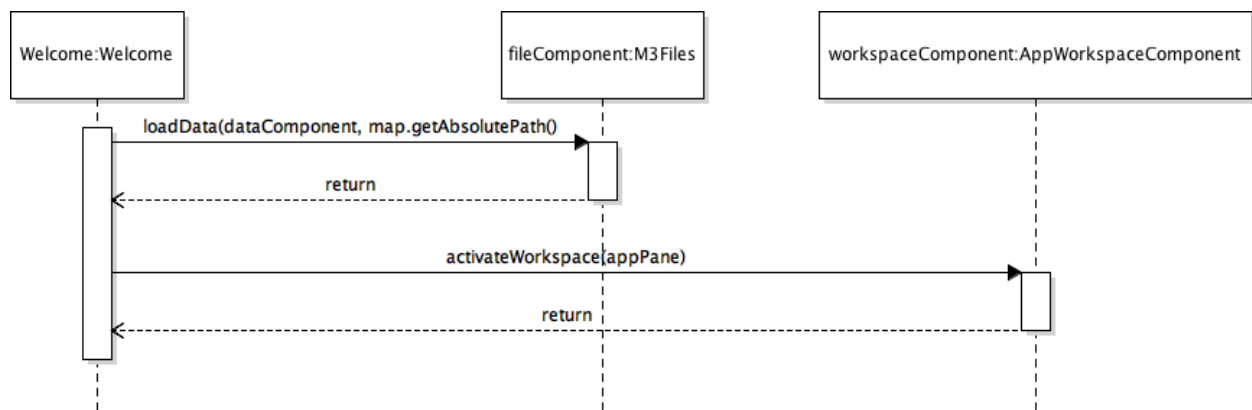 Welcome:Welcome
fileComponent:M3Files
workspaceComponent:AppWorkspaceComponent
loadData(dataComponent, map.getAbsolutePath()
return
activateWorkspace(appPane)
return